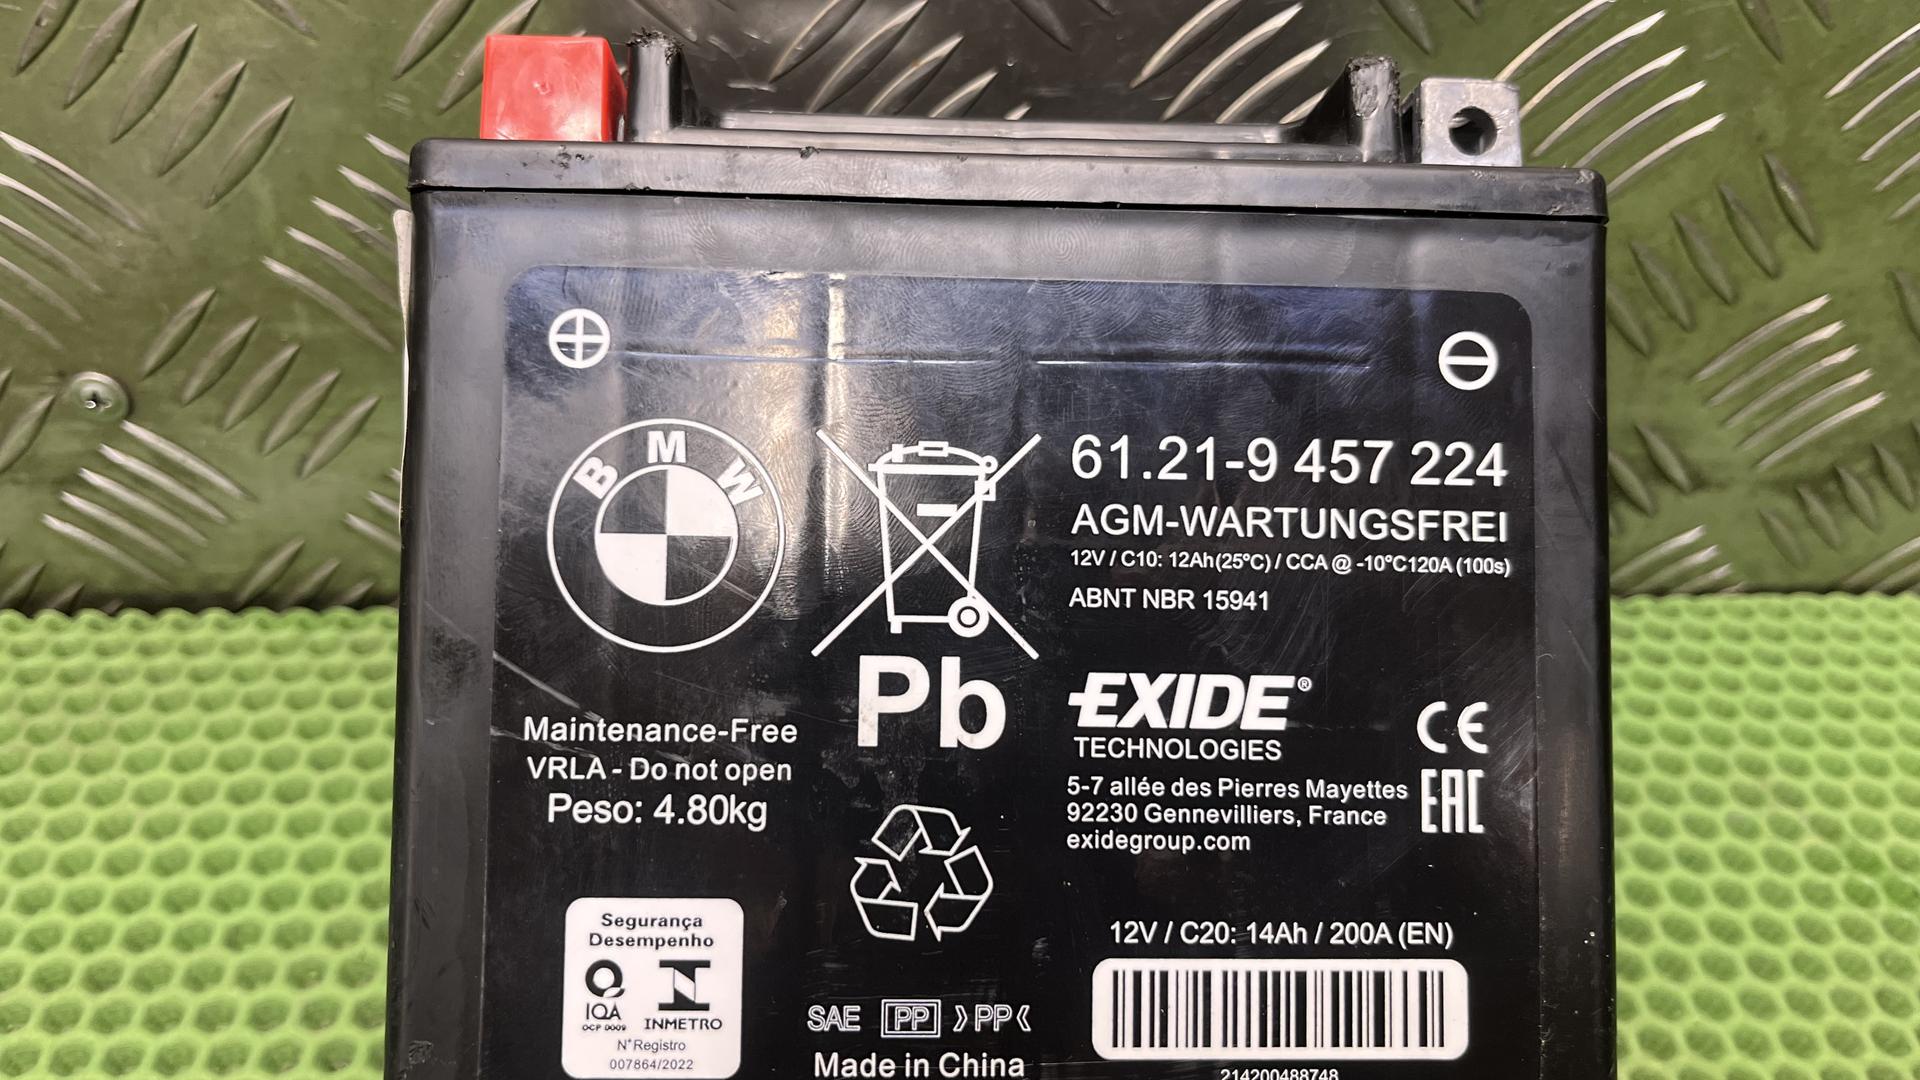 BMW
61.21-9 457 224
AGM-WARTUNGSFREI
12V / C10: 12Ah(25ºC) / CCA @ -10ºC120A (100s)
ABNT NBR 15941
Pb
EXIDE®
TECHNOLOGIES
5-7 allée des Pierres Mayettes
92230 Gennevilliers, France
exidegroup.com
CE
EAC
Maintenance-Free
VRLA - Do not open
Peso: 4.80kg
Segurança
Desempenho
IQA
OCP 0009
INMETRO
N° Registro
007864/2022
SAE PP >PP<
Made in China
12V / C20: 14Ah / 200A (EN)
214200488748